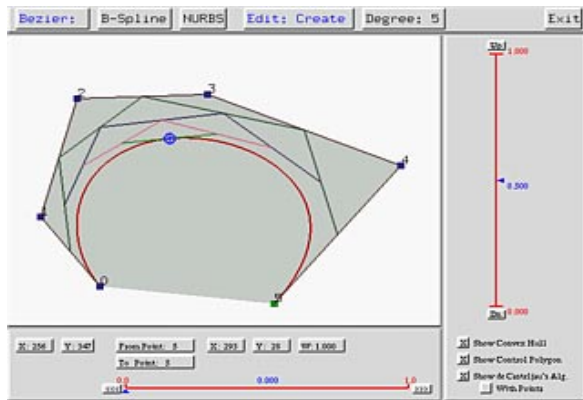 Bezier: B-Spline NURBS Edit: Create Degree: 5 Exit
Up 1.000
2 3
4
0.500
1
0
5
Dn 0.000
X: 256 Y: 347 From Point: 5 X: 293 Y: 28 W: 1.000
To Point: 5
X Show Convex Hull
X Show Control Polygon
X Show de Casteljau's Alg.
With Points
0.0 0.000 1.0
<<< >>>